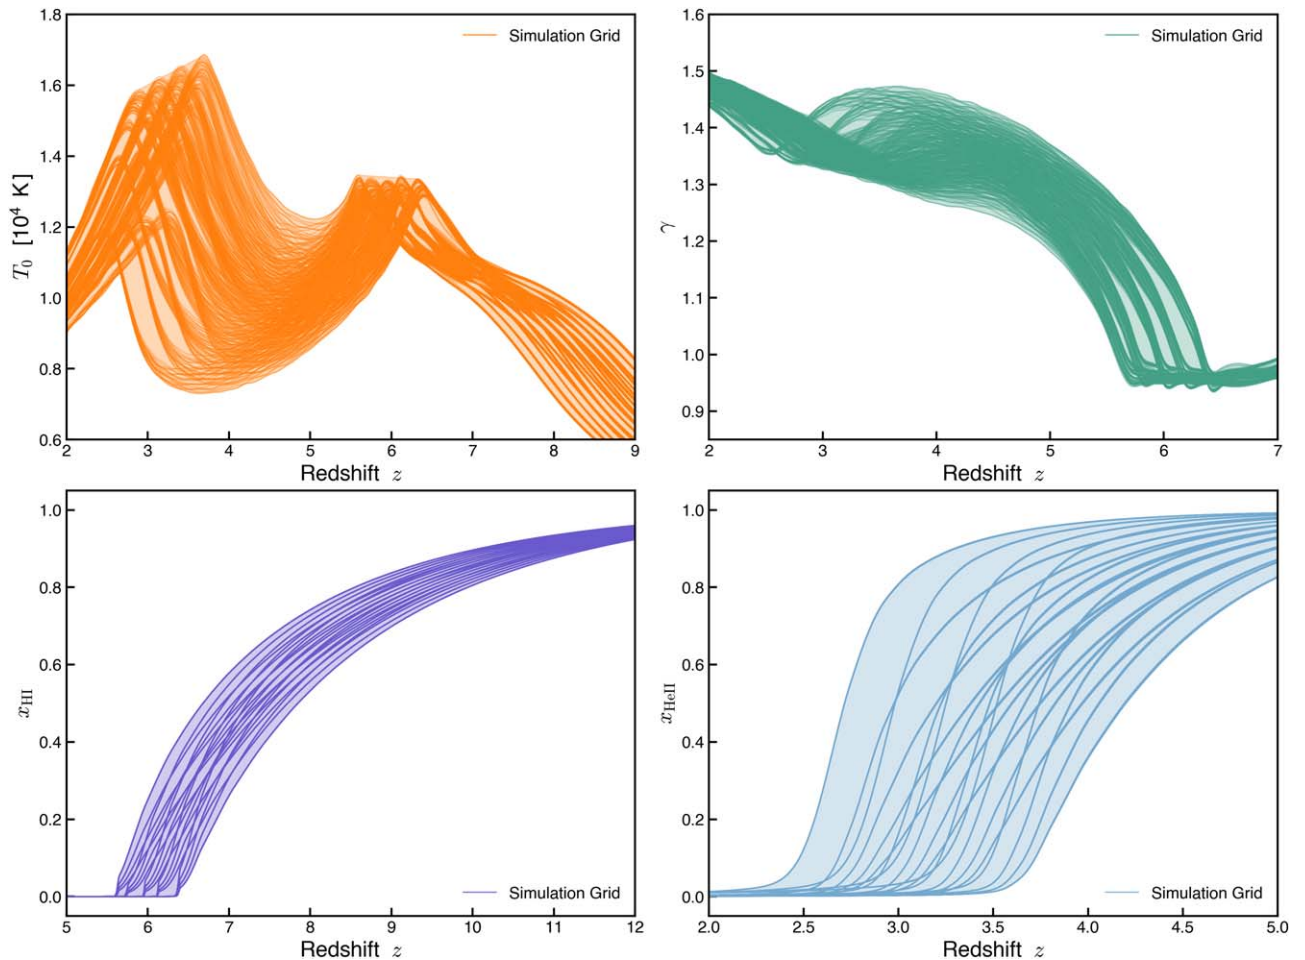 1.8
1.6
1.4
1.2
1.0
0.8
0.6
T₀ [10⁴ K]
Simulation Grid
2 3 4 5 6 7 8 9
Redshift z
1.6
1.5
1.4
1.3
1.2
1.1
1.0
0.9
γ
Simulation Grid
2 3 4 5 6 7
Redshift z
1.0
0.8
0.6
0.4
0.2
0.0
x_HI
Simulation Grid
5 6 7 8 9 10 11 12
Redshift z
1.0
0.8
0.6
0.4
0.2
0.0
x_HeII
Simulation Grid
2.0 2.5 3.0 3.5 4.0 4.5 5.0
Redshift z